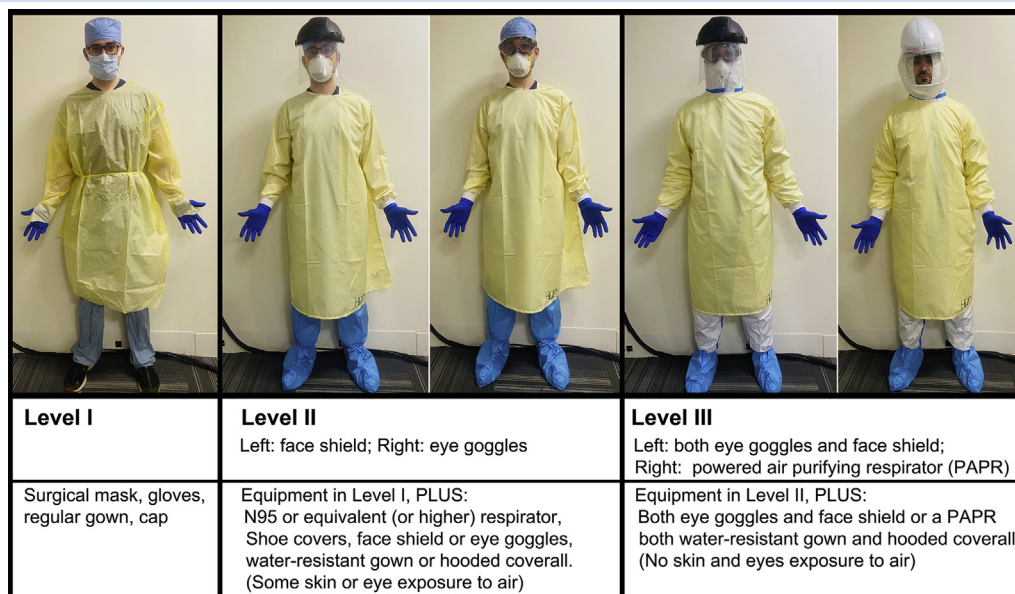 Level I
Level II
Left: face shield; Right: eye goggles
Level III
Left: both eye goggles and face shield;
Right: powered air purifying respirator (PAPR)
Surgical mask, gloves,
regular gown, cap
Equipment in Level I, PLUS:
N95 or equivalent (or higher) respirator,
Shoe covers, face shield or eye goggles,
water-resistant gown or hooded coverall.
(Some skin or eye exposure to air)
Equipment in Level II, PLUS:
Both eye goggles and face shield or a PAPR
both water-resistant gown and hooded coverall
(No skin and eyes exposure to air)